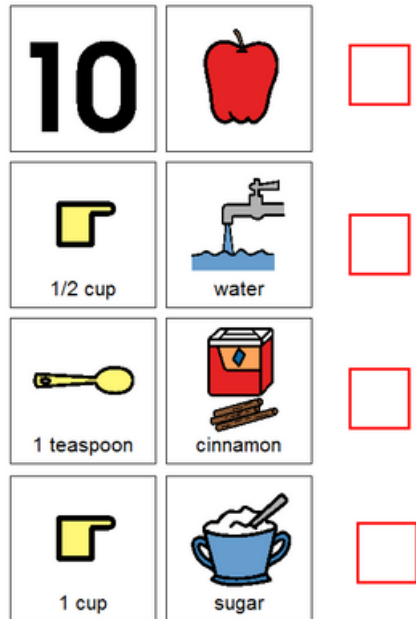 10
1/2 cup water
1 teaspoon cinnamon
1 cup sugar